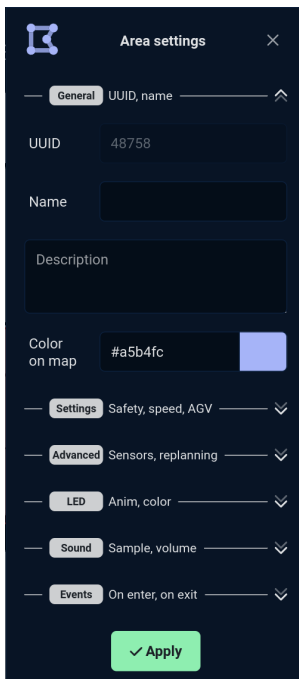 Area settings
General UUID, name
UUID 48758
Name
Description
Color
on map #a5b4fc
Settings Safety, speed, AGV
Advanced Sensors, replanning
LED Anim, color
Sound Sample, volume
Events On enter, on exit
Apply